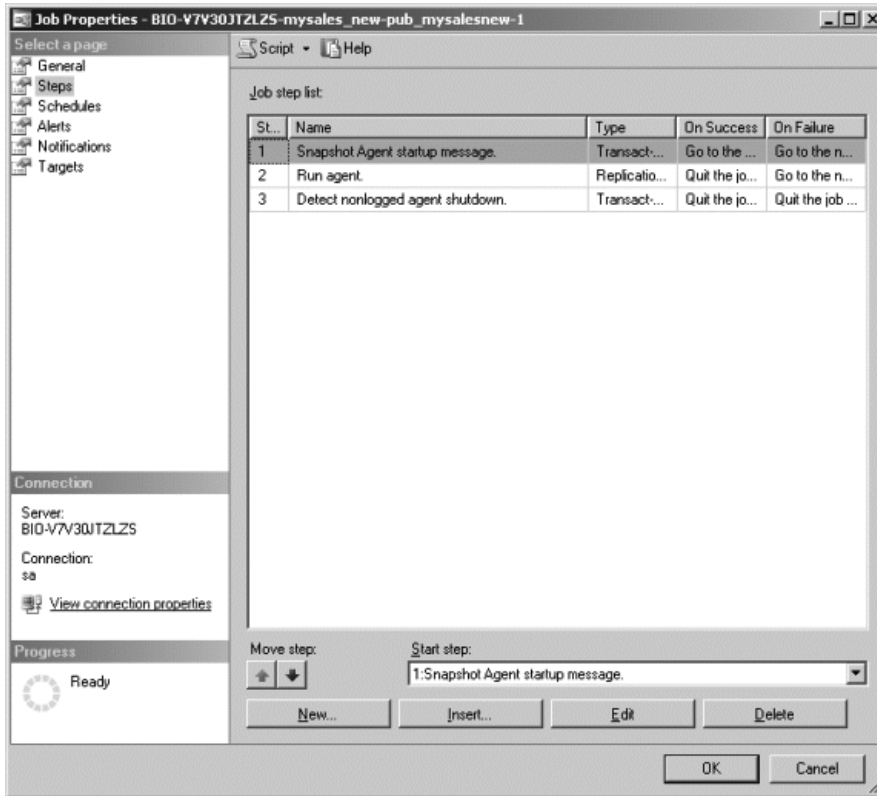 Job Properties - BIO-V7V30JTZLZS-mysales_new-pub_mysalesnew-1
Select a page
General
Steps
Schedules
Alerts
Notifications
Targets
Script
Help
Job step list:
St... Name Type On Success On Failure
1 Snapshot Agent startup message. Transact-... Go to the ... Go to the n...
2 Run agent. Replicatio... Quit the jo... Go to the n...
3 Detect nonlogged agent shutdown. Transact-... Quit the jo... Quit the job ...
Connection
Server:
BIO-V7V30JTZLZS
Connection:
sa
View connection properties
Progress
Ready
Move step:
Start step:
1:Snapshot Agent startup message.
New... Insert... Edit Delete
OK Cancel